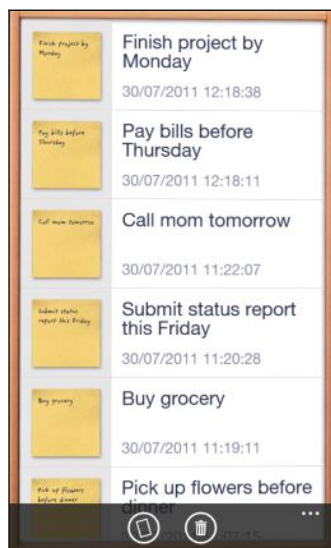 Finish project by
Monday
Finish project by
Monday
30/07/2011 12:18:38
Pay bills before
Thursday
Pay bills before
Thursday
30/07/2011 12:18:11
Call mom tomorrow
Call mom tomorrow
30/07/2011 11:22:07
Submit status
report this Friday
Submit status report
this Friday
30/07/2011 11:20:28
Buy grocery
Buy grocery
30/07/2011 11:19:11
Pick up flowers
before dinner
Pick up flowers before
dinner